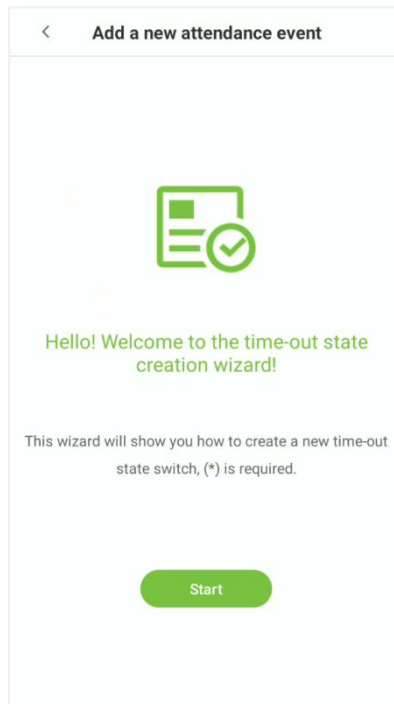 Add a new attendance event
Hello! Welcome to the time-out state
creation wizard!
This wizard will show you how to create a new time-out
state switch, (*) is required.
Start